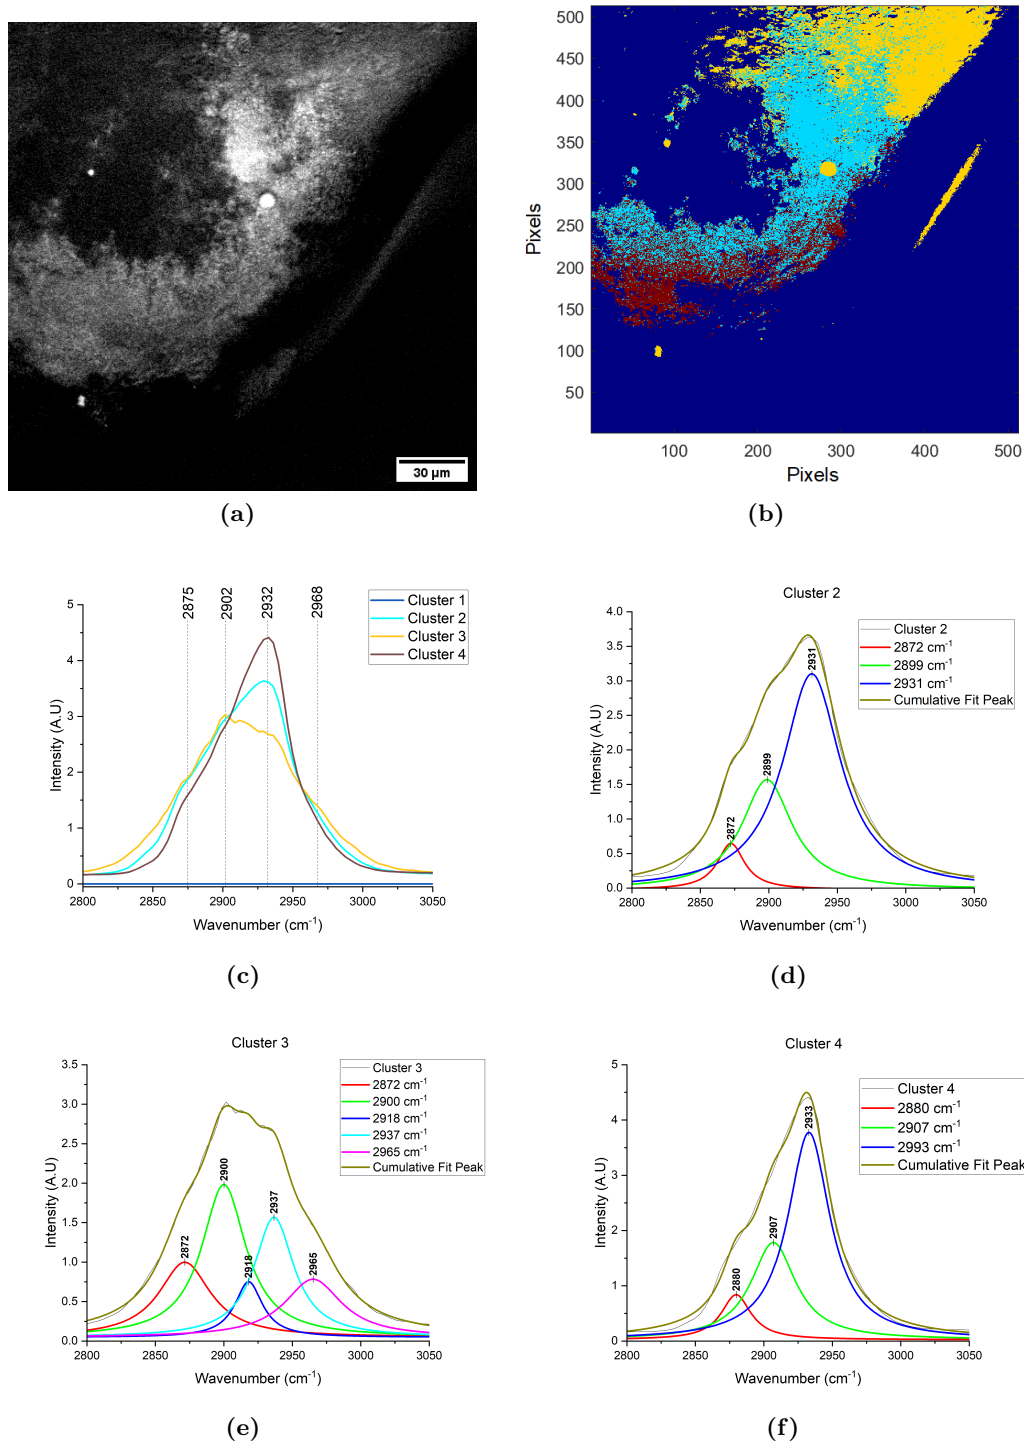 30 µm
Pixels
500
450
400
350
300
250
200
150
100
50
100
200
300
400
500
Pixels
(a)
(b)
2875
2902
2932
2968
Cluster 1
Cluster 2
Cluster 3
Cluster 4
Intensity (A.U)
5
4
3
2
1
0
2800 2850 2900 2950 3000 3050
Wavenumber (cm⁻¹)
(c)
Cluster 2
Cluster 2
2872 cm⁻¹
2899 cm⁻¹
2931 cm⁻¹
Cumulative Fit Peak
2931
2899
2872
Intensity (A.U)
4.0
3.5
3.0
2.5
2.0
1.5
1.0
0.5
0.0
2800 2850 2900 2950 3000 3050
Wavenumber (cm⁻¹)
(d)
Cluster 3
Cluster 3
2872 cm⁻¹
2900 cm⁻¹
2918 cm⁻¹
2937 cm⁻¹
2965 cm⁻¹
Cumulative Fit Peak
2900
2937
2872
2918
2965
Intensity (A.U)
3.5
3.0
2.5
2.0
1.5
1.0
0.5
0.0
2800 2850 2900 2950 3000 3050
Wavenumber (cm⁻¹)
(e)
Cluster 4
Cluster 4
2880 cm⁻¹
2907 cm⁻¹
2993 cm⁻¹
Cumulative Fit Peak
2933
2907
2880
Intensity (A.U)
5
4
3
2
1
0
2800 2850 2900 2950 3000 3050
Wavenumber (cm⁻¹)
(f)